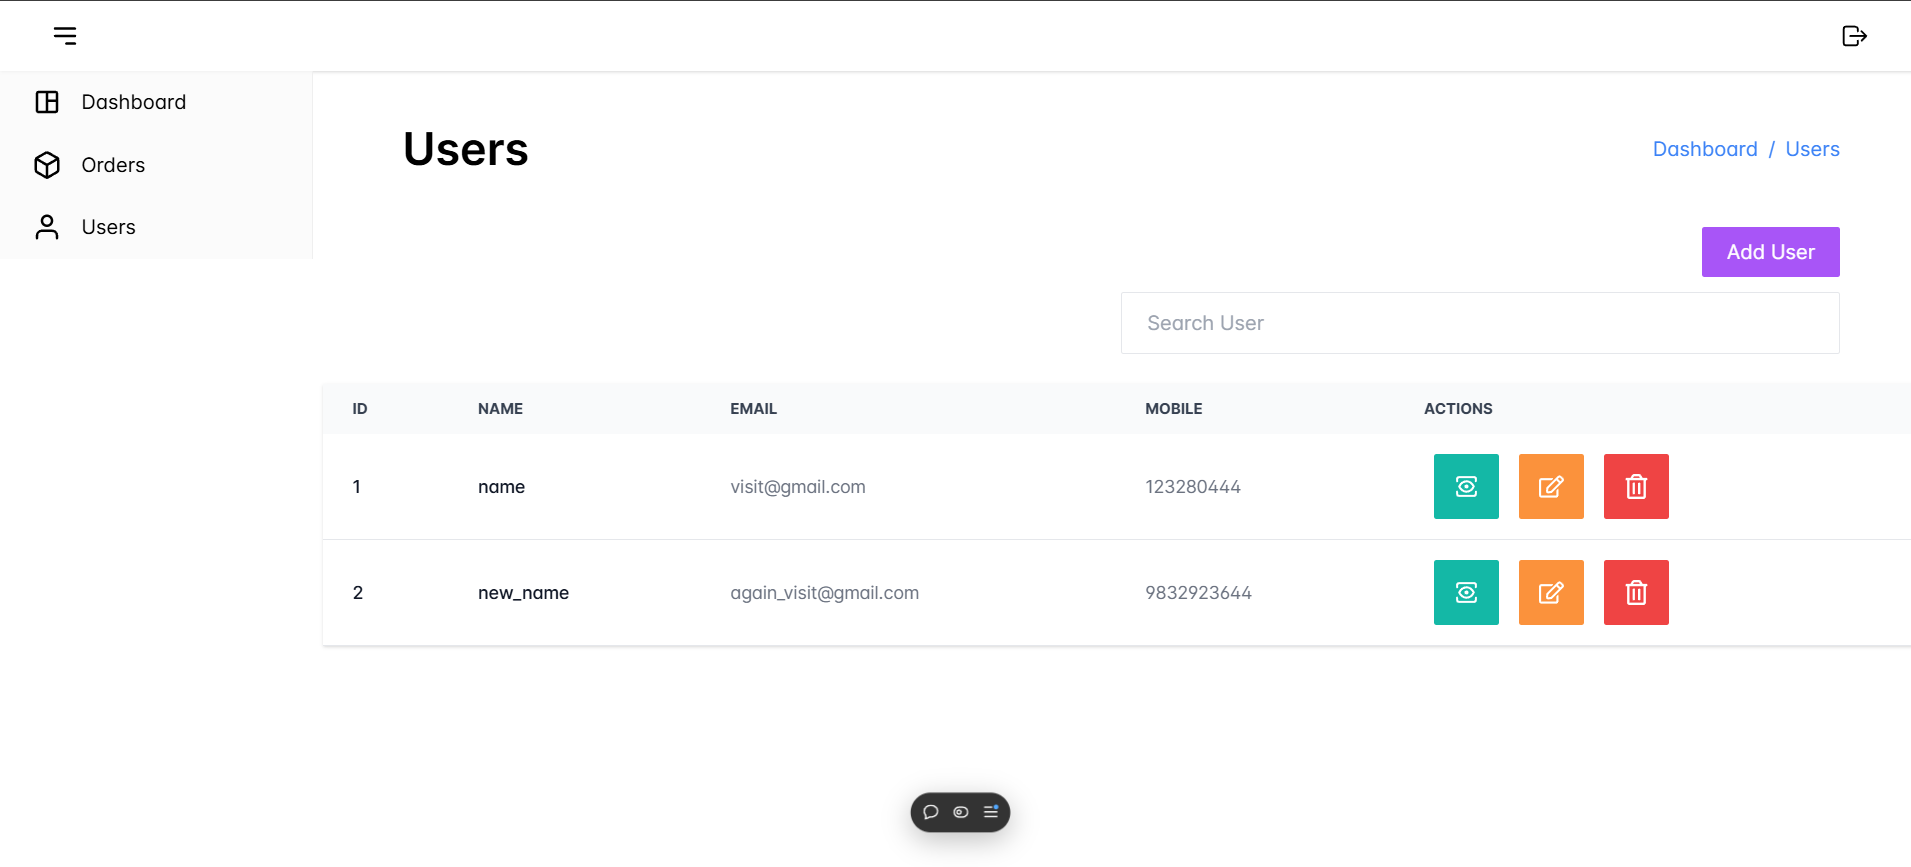 Dashboard
Orders
Users
Users
Dashboard / Users
Add User
Search User
ID NAME EMAIL MOBILE ACTIONS
1 name visit@gmail.com 123280444
2 new_name again_visit@gmail.com 9832923644